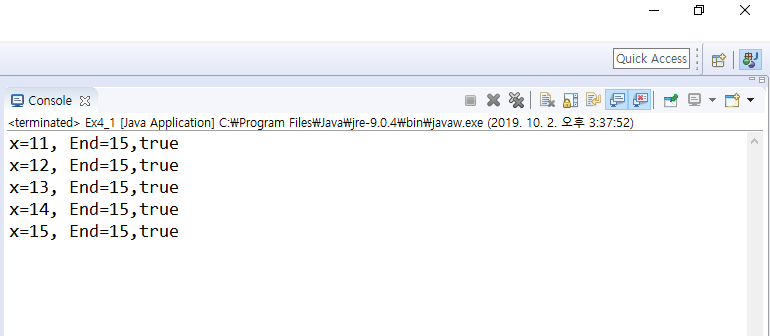 Quick Access
Console
<terminated> Ex4_1 [Java Application] C:₩Program Files₩Java₩jre-9.0.4₩bin₩javaw.exe (2019. 10. 2. 오후 3:37:52)
x=11, End=15,true
x=12, End=15,true
x=13, End=15,true
x=14, End=15,true
x=15, End=15,true